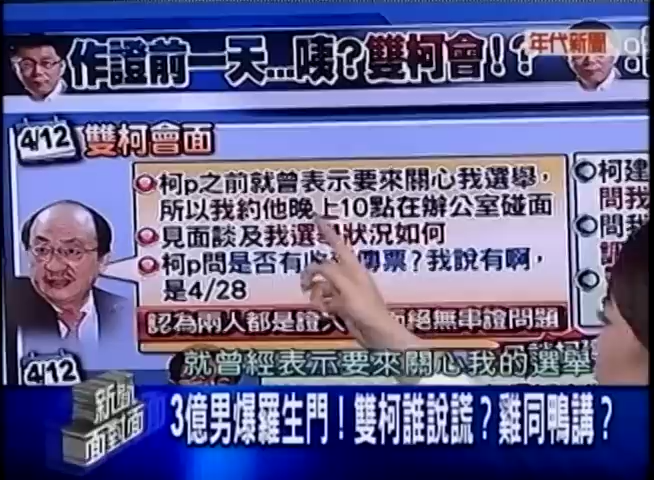 作證前一天...咦?雙柯會!?
年代新聞
4/12
雙柯會面
柯p之前就曾表示要來關心我選舉,
所以我約他晚上10點在辦公室碰面
見面談及我選舉狀況如何
柯p問是否有收到傳票?我說有啊,
是4/28
認為兩人都是證人
面絕無串證問題
柯建
問我
問我
4/12
就曾經表示要來關心我的選舉
新聞
面對面
3億男爆羅生門!雙柯誰說謊?雞同鴨講?